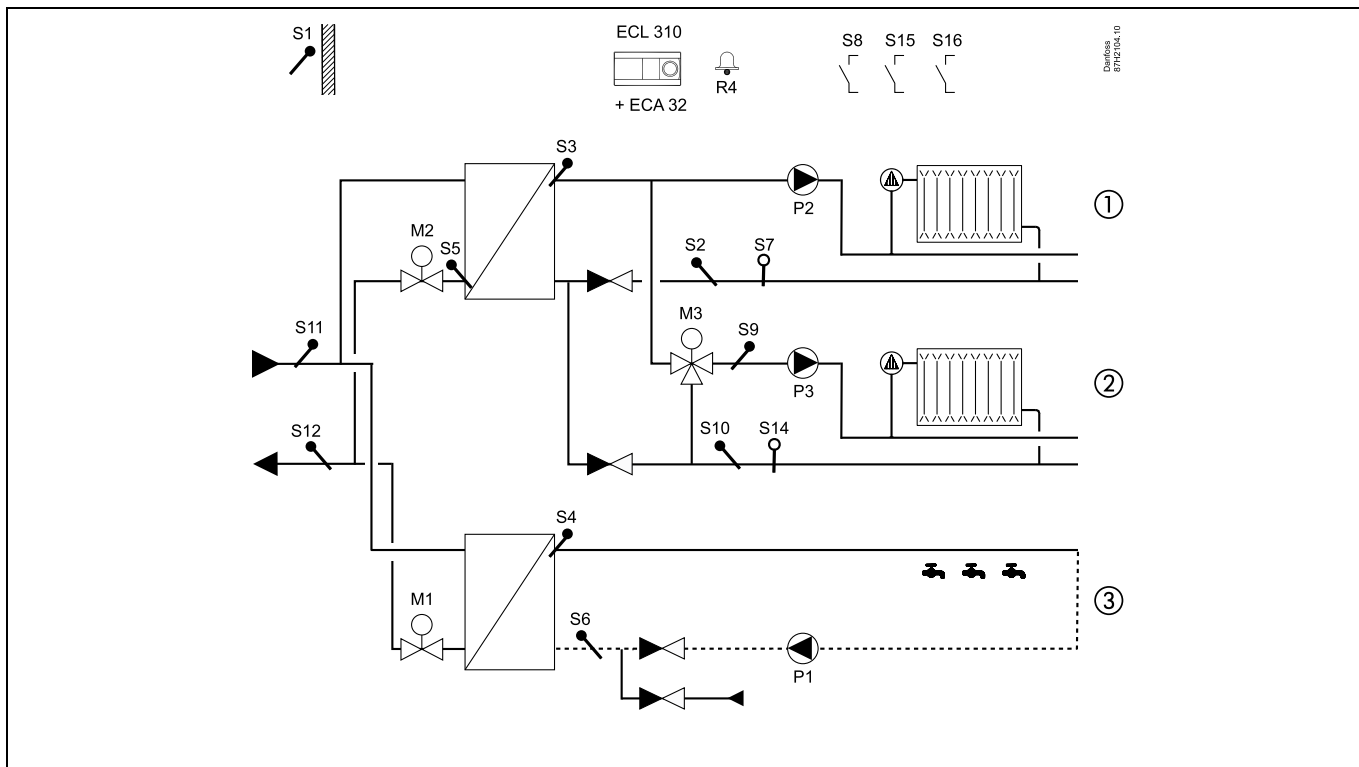 S1
ECL 310
+ ECA 32
R4
S8
S15
S16
Danfoss
87H2104.10
S3
P2
1
M2
S5
S2
S7
S11
M3
S9
P3
2
S12
S10
S14
S4
M1
S6
P1
3